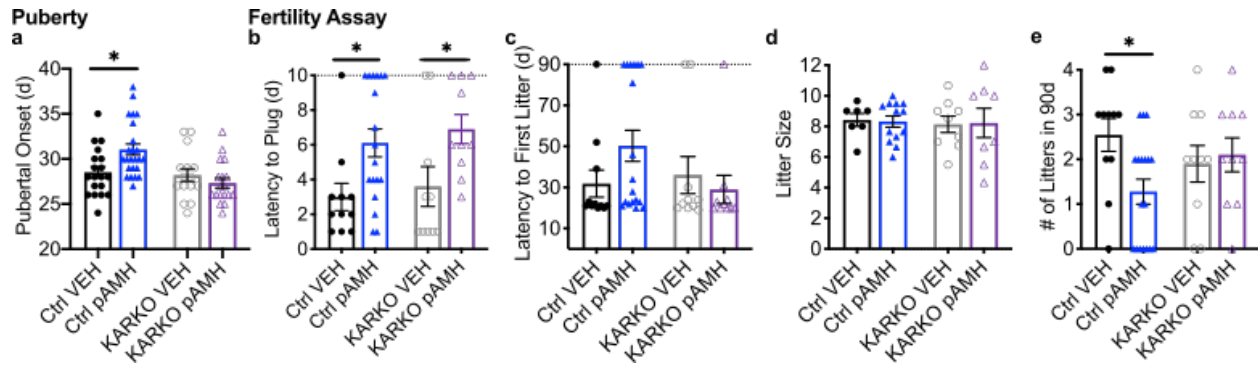 Puberty
Fertility Assay
a
*
Pubertal Onset (d)
40
35
30
25
20
Ctrl VEH
Ctrl pAMH
KARKO VEH
KARKO pAMH
b
*
*
Latency to Plug (d)
10
8
6
4
2
0
Ctrl VEH
Ctrl pAMH
KARKO VEH
KARKO pAMH
c
Latency to First Litter (d)
90
70
50
30
10
Ctrl VEH
Ctrl pAMH
KARKO VEH
KARKO pAMH
d
Litter Size
12
10
8
6
4
2
0
Ctrl VEH
Ctrl pAMH
KARKO VEH
KARKO pAMH
e
*
# of Litters in 90d
4
3
2
1
0
Ctrl VEH
Ctrl pAMH
KARKO VEH
KARKO pAMH